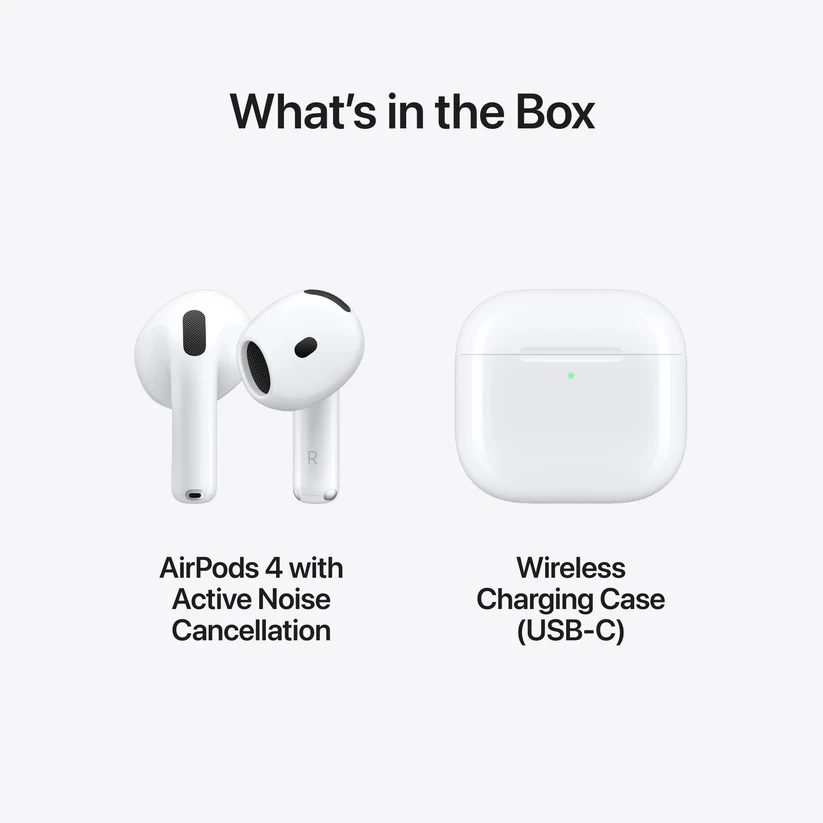 What’s in the Box
R
AirPods 4 with
Active Noise
Cancellation
Wireless
Charging Case
(USB-C)